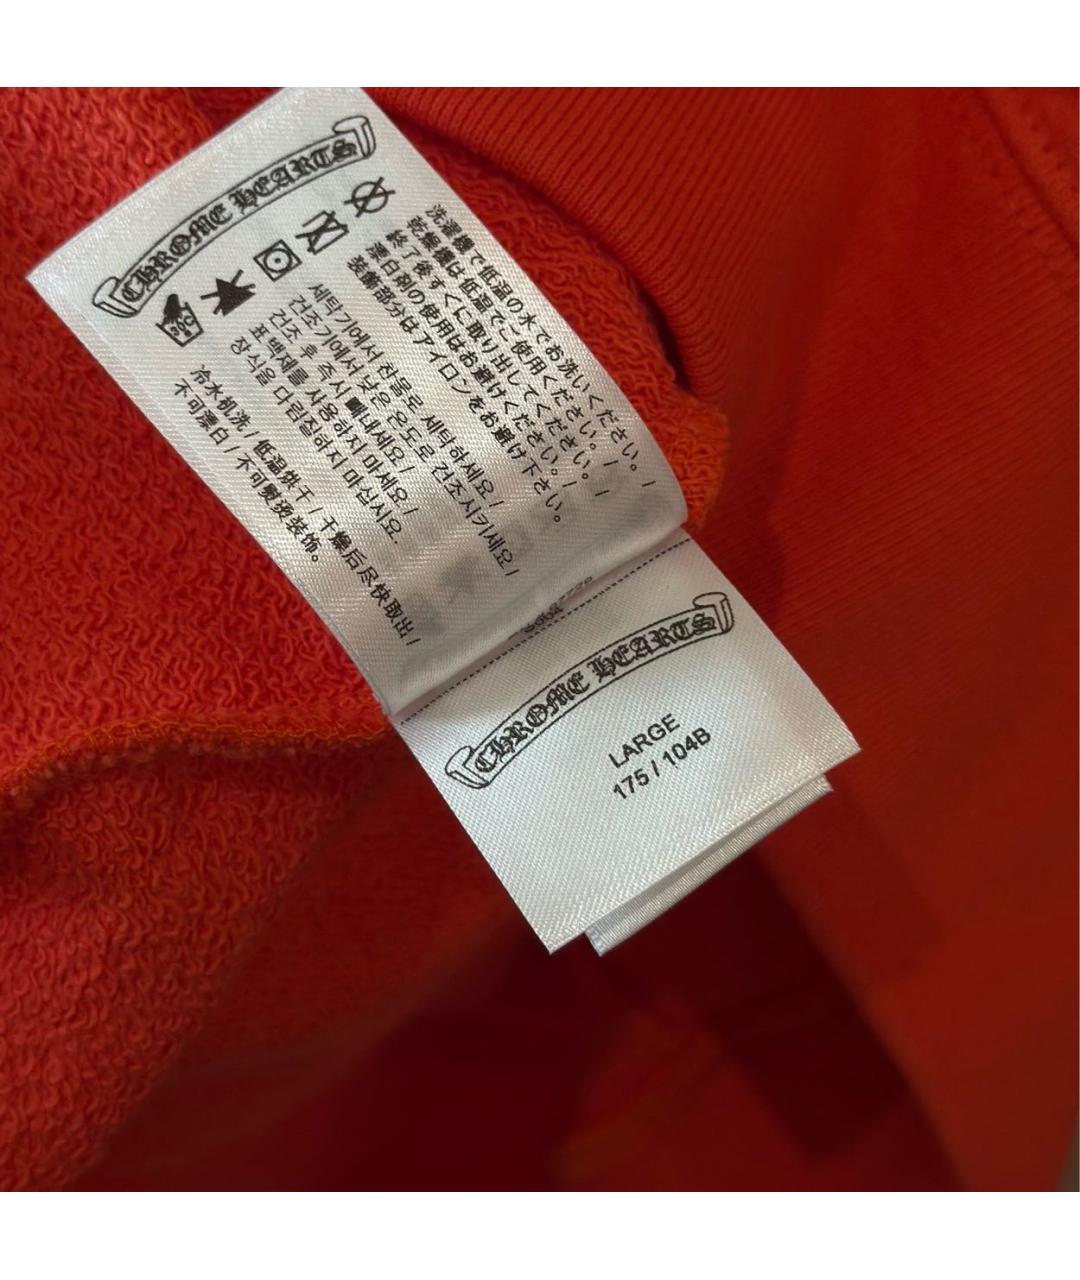 CHROME HEARTS
30C
洗濯機で低温の水でお洗いください。/
乾燥機は低温でご使用ください。/
終了後すぐに取り出してください。/
漂白剤の使用はお避けください。/
装飾部分はアイロンをお避け下さい。
세탁기에서 찬물로 세탁하세요/
건조기에서 낮은 온도로 건조시키세요/
건조 후 즉시 빼내세요/
표백제를 사용하지 마세요/
장식을 다림질하지 마십시요.
冷水机洗/低温烘干/干燥后尽快取出/
不可漂白/不可熨烫装饰。
CHROME HEARTS
LARGE
175 / 104B